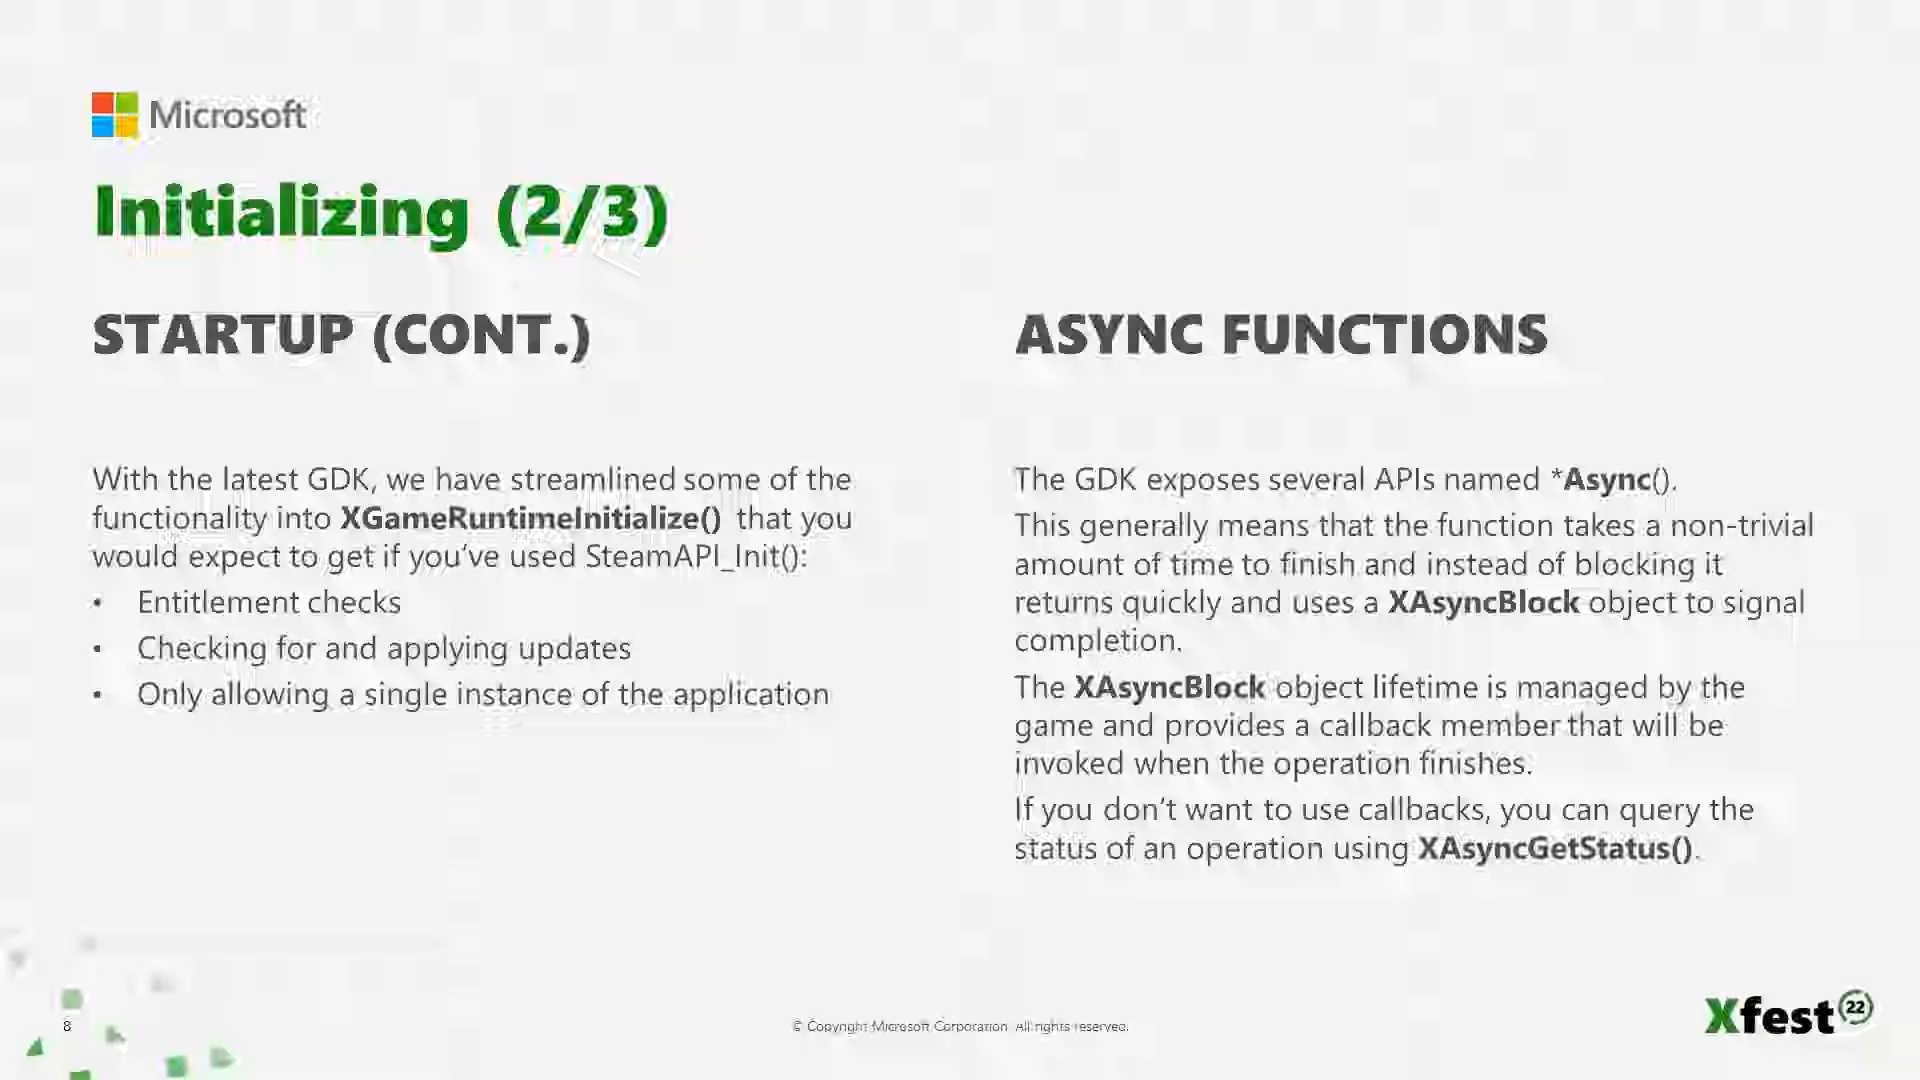 Microsoft
Initializing (2/3)
STARTUP (CONT.)
With the latest GDK, we have streamlined some of the
functionality into XGameRuntimeInitialize() that you
would expect to get if you've used SteamAPI_Init():
• Entitlement checks
• Checking for and applying updates
• Only allowing a single instance of the application
ASYNC FUNCTIONS
The GDK exposes several APIs named *Async().
This generally means that the function takes a non-trivial
amount of time to finish and instead of blocking it
returns quickly and uses a XAsyncBlock object to signal
completion.
The XAsyncBlock object lifetime is managed by the
game and provides a callback member that will be
invoked when the operation finishes.
If you don't want to use callbacks, you can query the
status of an operation using XAsyncGetStatus().
8
© Copyright Microsoft Corporation. All rights reserved.
Xfest 22